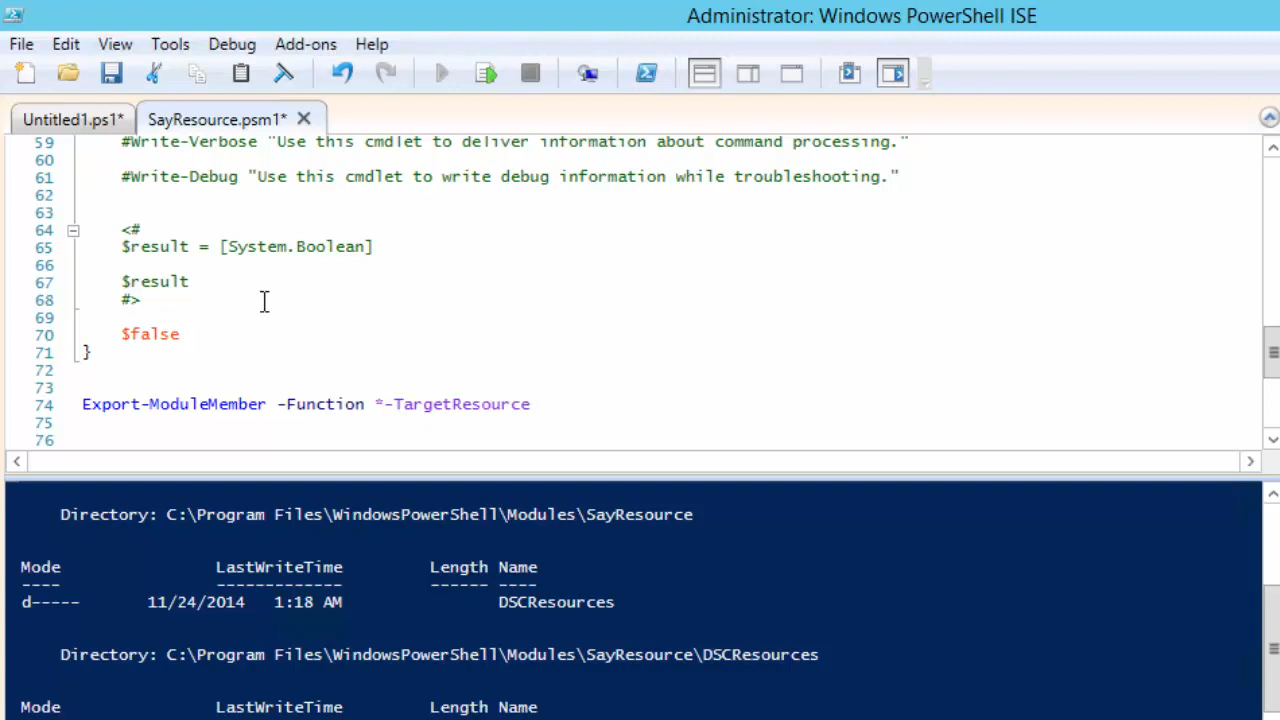 Administrator: Windows PowerShell ISE
File Edit View Tools Debug Add-ons Help
Untitled1.ps1* SayResource.psm1*
59 #Write-Verbose "Use this cmdlet to deliver information about command processing."
60
61 #Write-Debug "Use this cmdlet to write debug information while troubleshooting."
62
63
64 <#
65 $result = [System.Boolean]
66
67 $result
68 #>
69
70 $false
71 }
72
73
74 Export-ModuleMember -Function *-TargetResource
75
76
Directory: C:\Program Files\WindowsPowerShell\Modules\SayResource
Mode LastWriteTime Length Name
---- ------------- ------ ----
d----- 11/24/2014 1:18 AM DSCResources
Directory: C:\Program Files\WindowsPowerShell\Modules\SayResource\DSCResources
Mode LastWriteTime Length Name